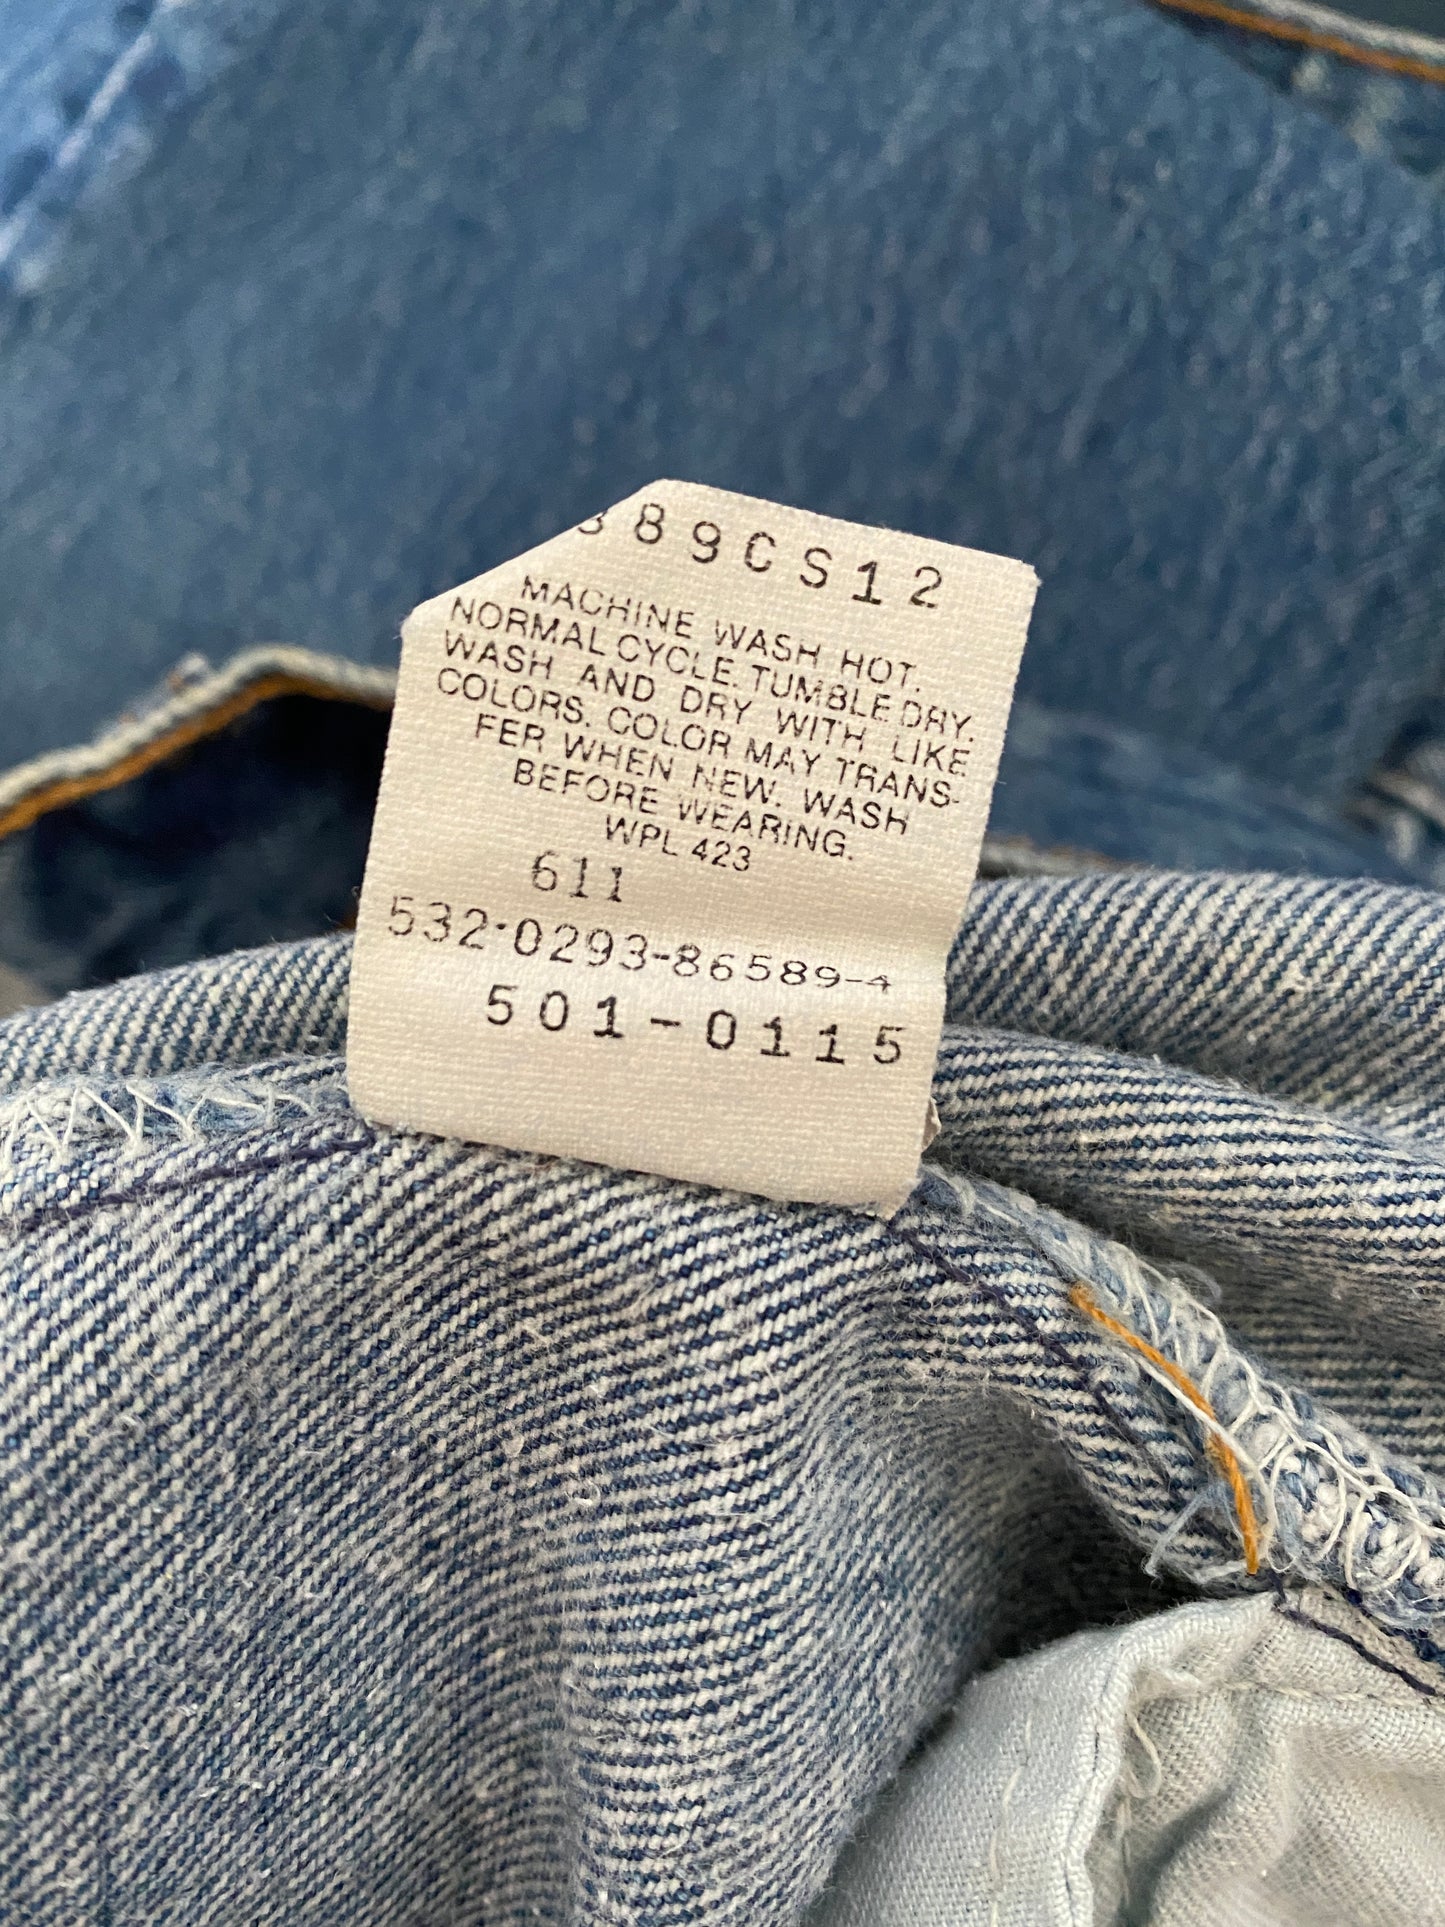 389CS12
MACHINE WASH HOT.
NORMAL CYCLE. TUMBLE DRY.
WASH AND DRY WITH LIKE
COLORS. COLOR MAY TRANS-
FER WHEN NEW. WASH
BEFORE WEARING.
WPL 423
611
532-0293-86589-4
501-0115